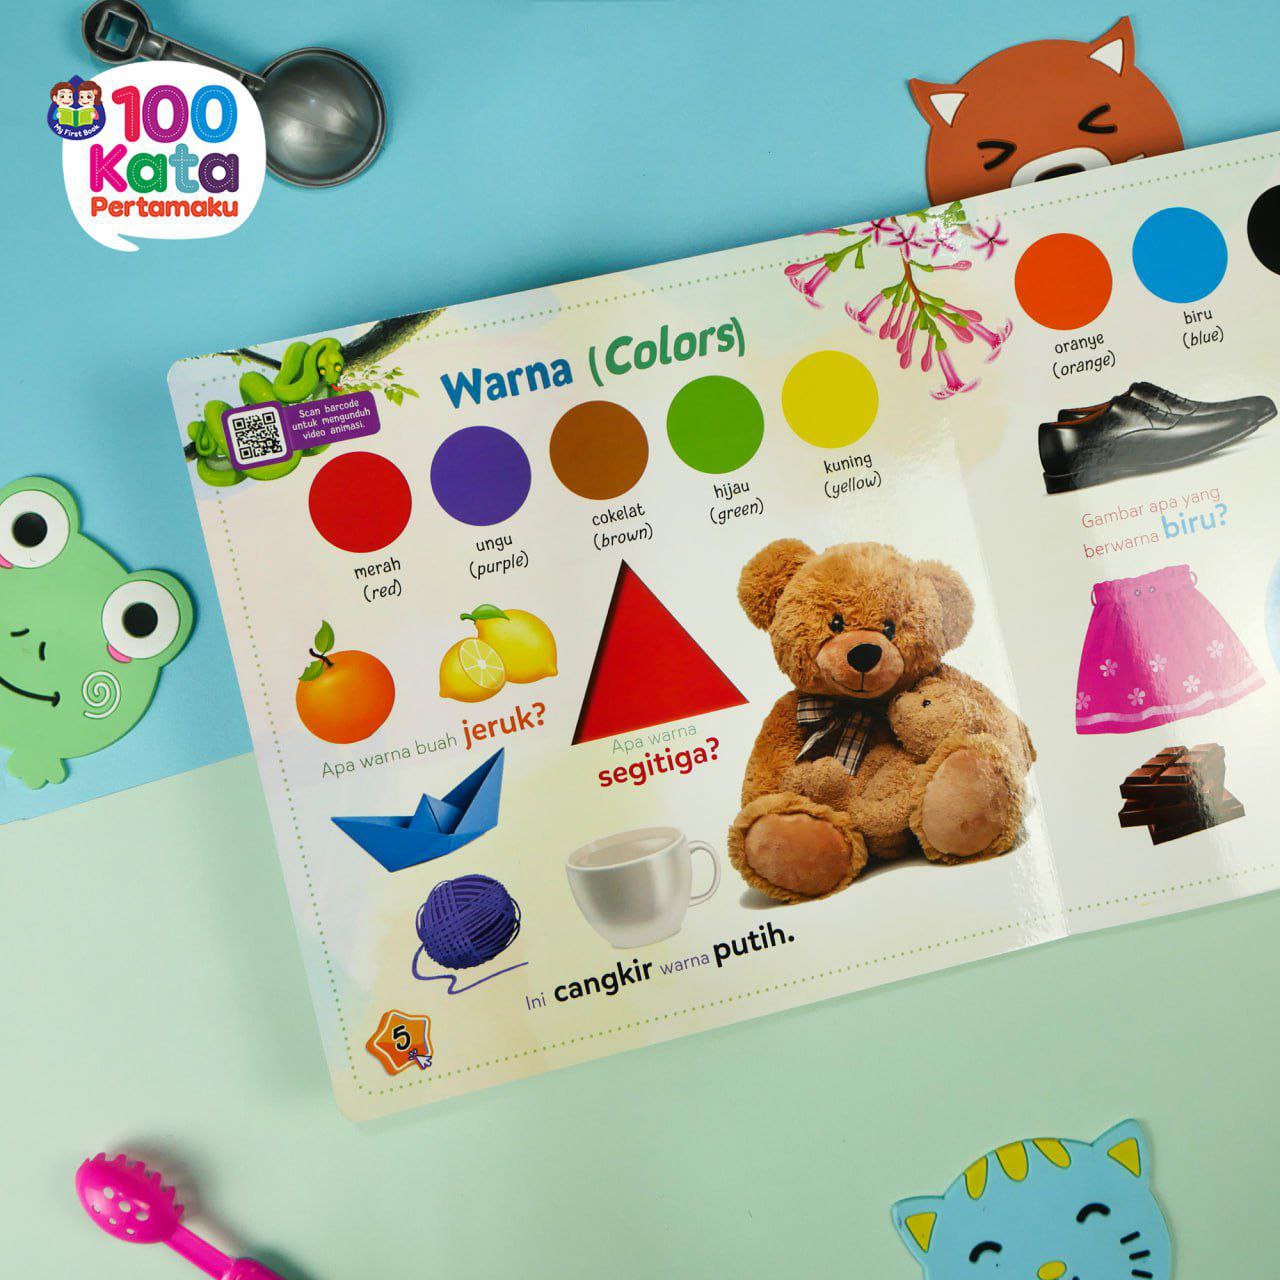 100
Kata
Pertamaku
My First Book
Warna (Colors)
Scan barcode
untuk mengunduh
video animasi.
merah
(red)
ungu
(purple)
cokelat
(brown)
hijau
(green)
kuning
(yellow)
Apa warna buah jeruk?
Apa warna
segitiga?
Ini cangkir warna putih.
5
oranye
(orange)
biru
(blue)
Gambar apa yang
berwarna biru?